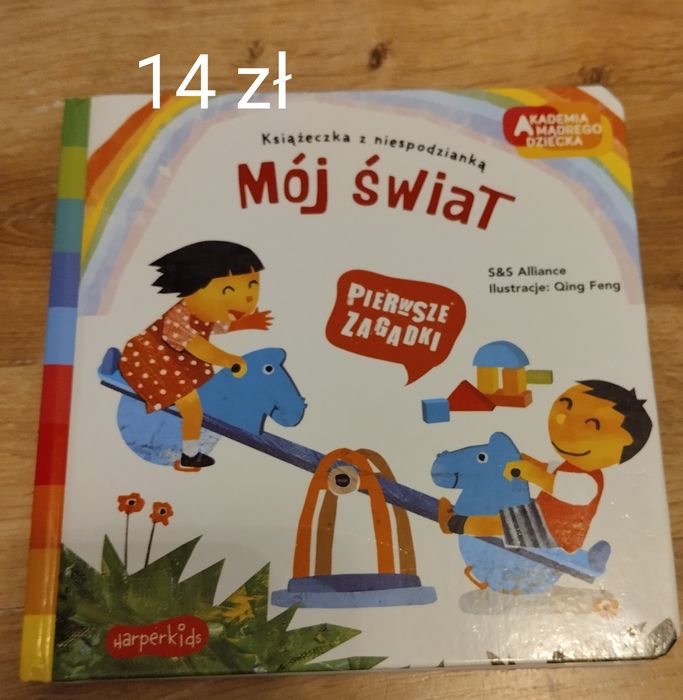 14 zł
AKADEMIA
MĄDREGO
DZIECKA
Książeczka z niespodzianką
Mój świat
S&S Alliance
Ilustracje: Qing Feng
PIERWSZE
ZAGADKI
Harperkids